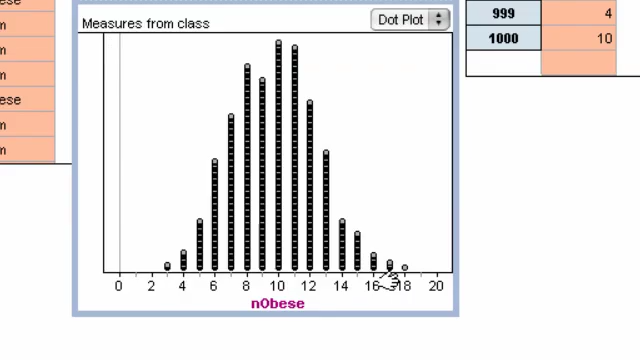 ese
m
m
m
ese
m
m
Measures from class
Dot Plot
0 2 4 6 8 10 12 14 16 18 20
nObese
999 4
1000 10